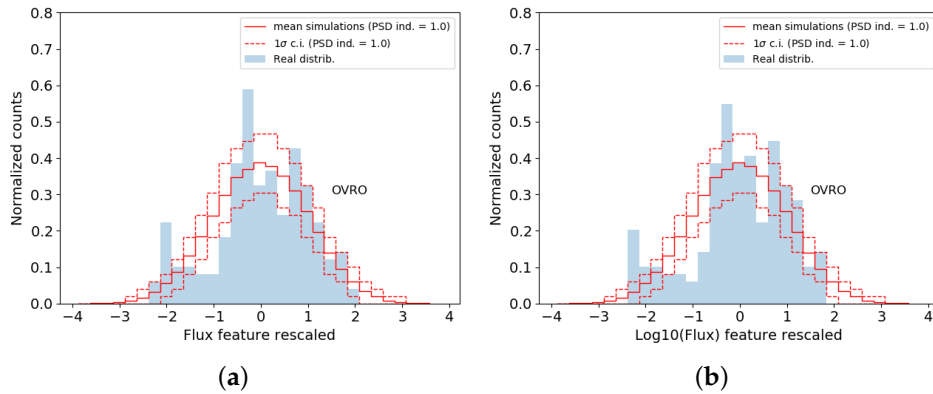 0.8
0.7
0.6
0.5
0.4
0.3
0.2
0.1
0.0
Normalized counts
mean simulations (PSD ind. = 1.0)
1σ c.i. (PSD ind. = 1.0)
Real distrib.
OVRO
−4 −3 −2 −1 0 1 2 3 4
Flux feature rescaled
(a)
0.8
0.7
0.6
0.5
0.4
0.3
0.2
0.1
0.0
Normalized counts
mean simulations (PSD ind. = 1.0)
1σ c.i. (PSD ind. = 1.0)
Real distrib.
OVRO
−4 −3 −2 −1 0 1 2 3 4
Log10(Flux) feature rescaled
(b)